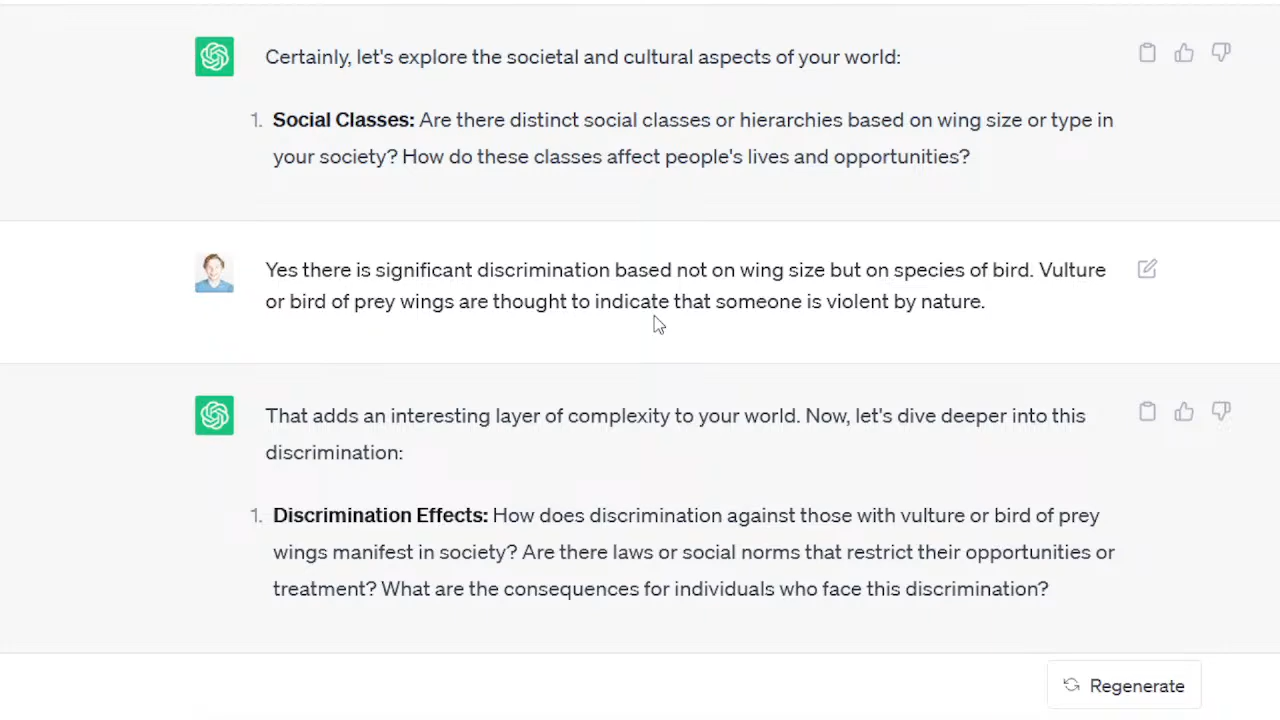 Certainly, let's explore the societal and cultural aspects of your world:
1. Social Classes: Are there distinct social classes or hierarchies based on wing size or type in
your society? How do these classes affect people's lives and opportunities?
Yes there is significant discrimination based not on wing size but on species of bird. Vulture
or bird of prey wings are thought to indicate that someone is violent by nature.
That adds an interesting layer of complexity to your world. Now, let's dive deeper into this
discrimination:
1. Discrimination Effects: How does discrimination against those with vulture or bird of prey
wings manifest in society? Are there laws or social norms that restrict their opportunities or
treatment? What are the consequences for individuals who face this discrimination?
Regenerate